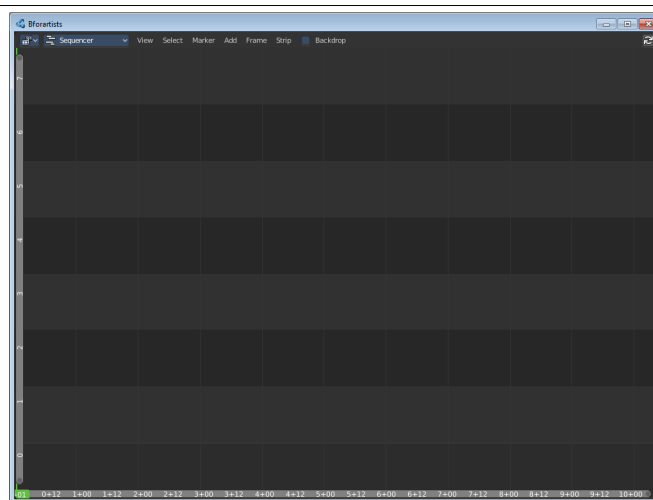 Bforartists
Sequencer View Select Marker Add Frame Strip Backdrop
7
6
5
4
3
2
1
0
-01 0+12 1+00 1+12 2+00 2+12 3+00 3+12 4+00 4+12 5+00 5+12 6+00 6+12 7+00 7+12 8+00 8+12 9+00 9+12 10+00